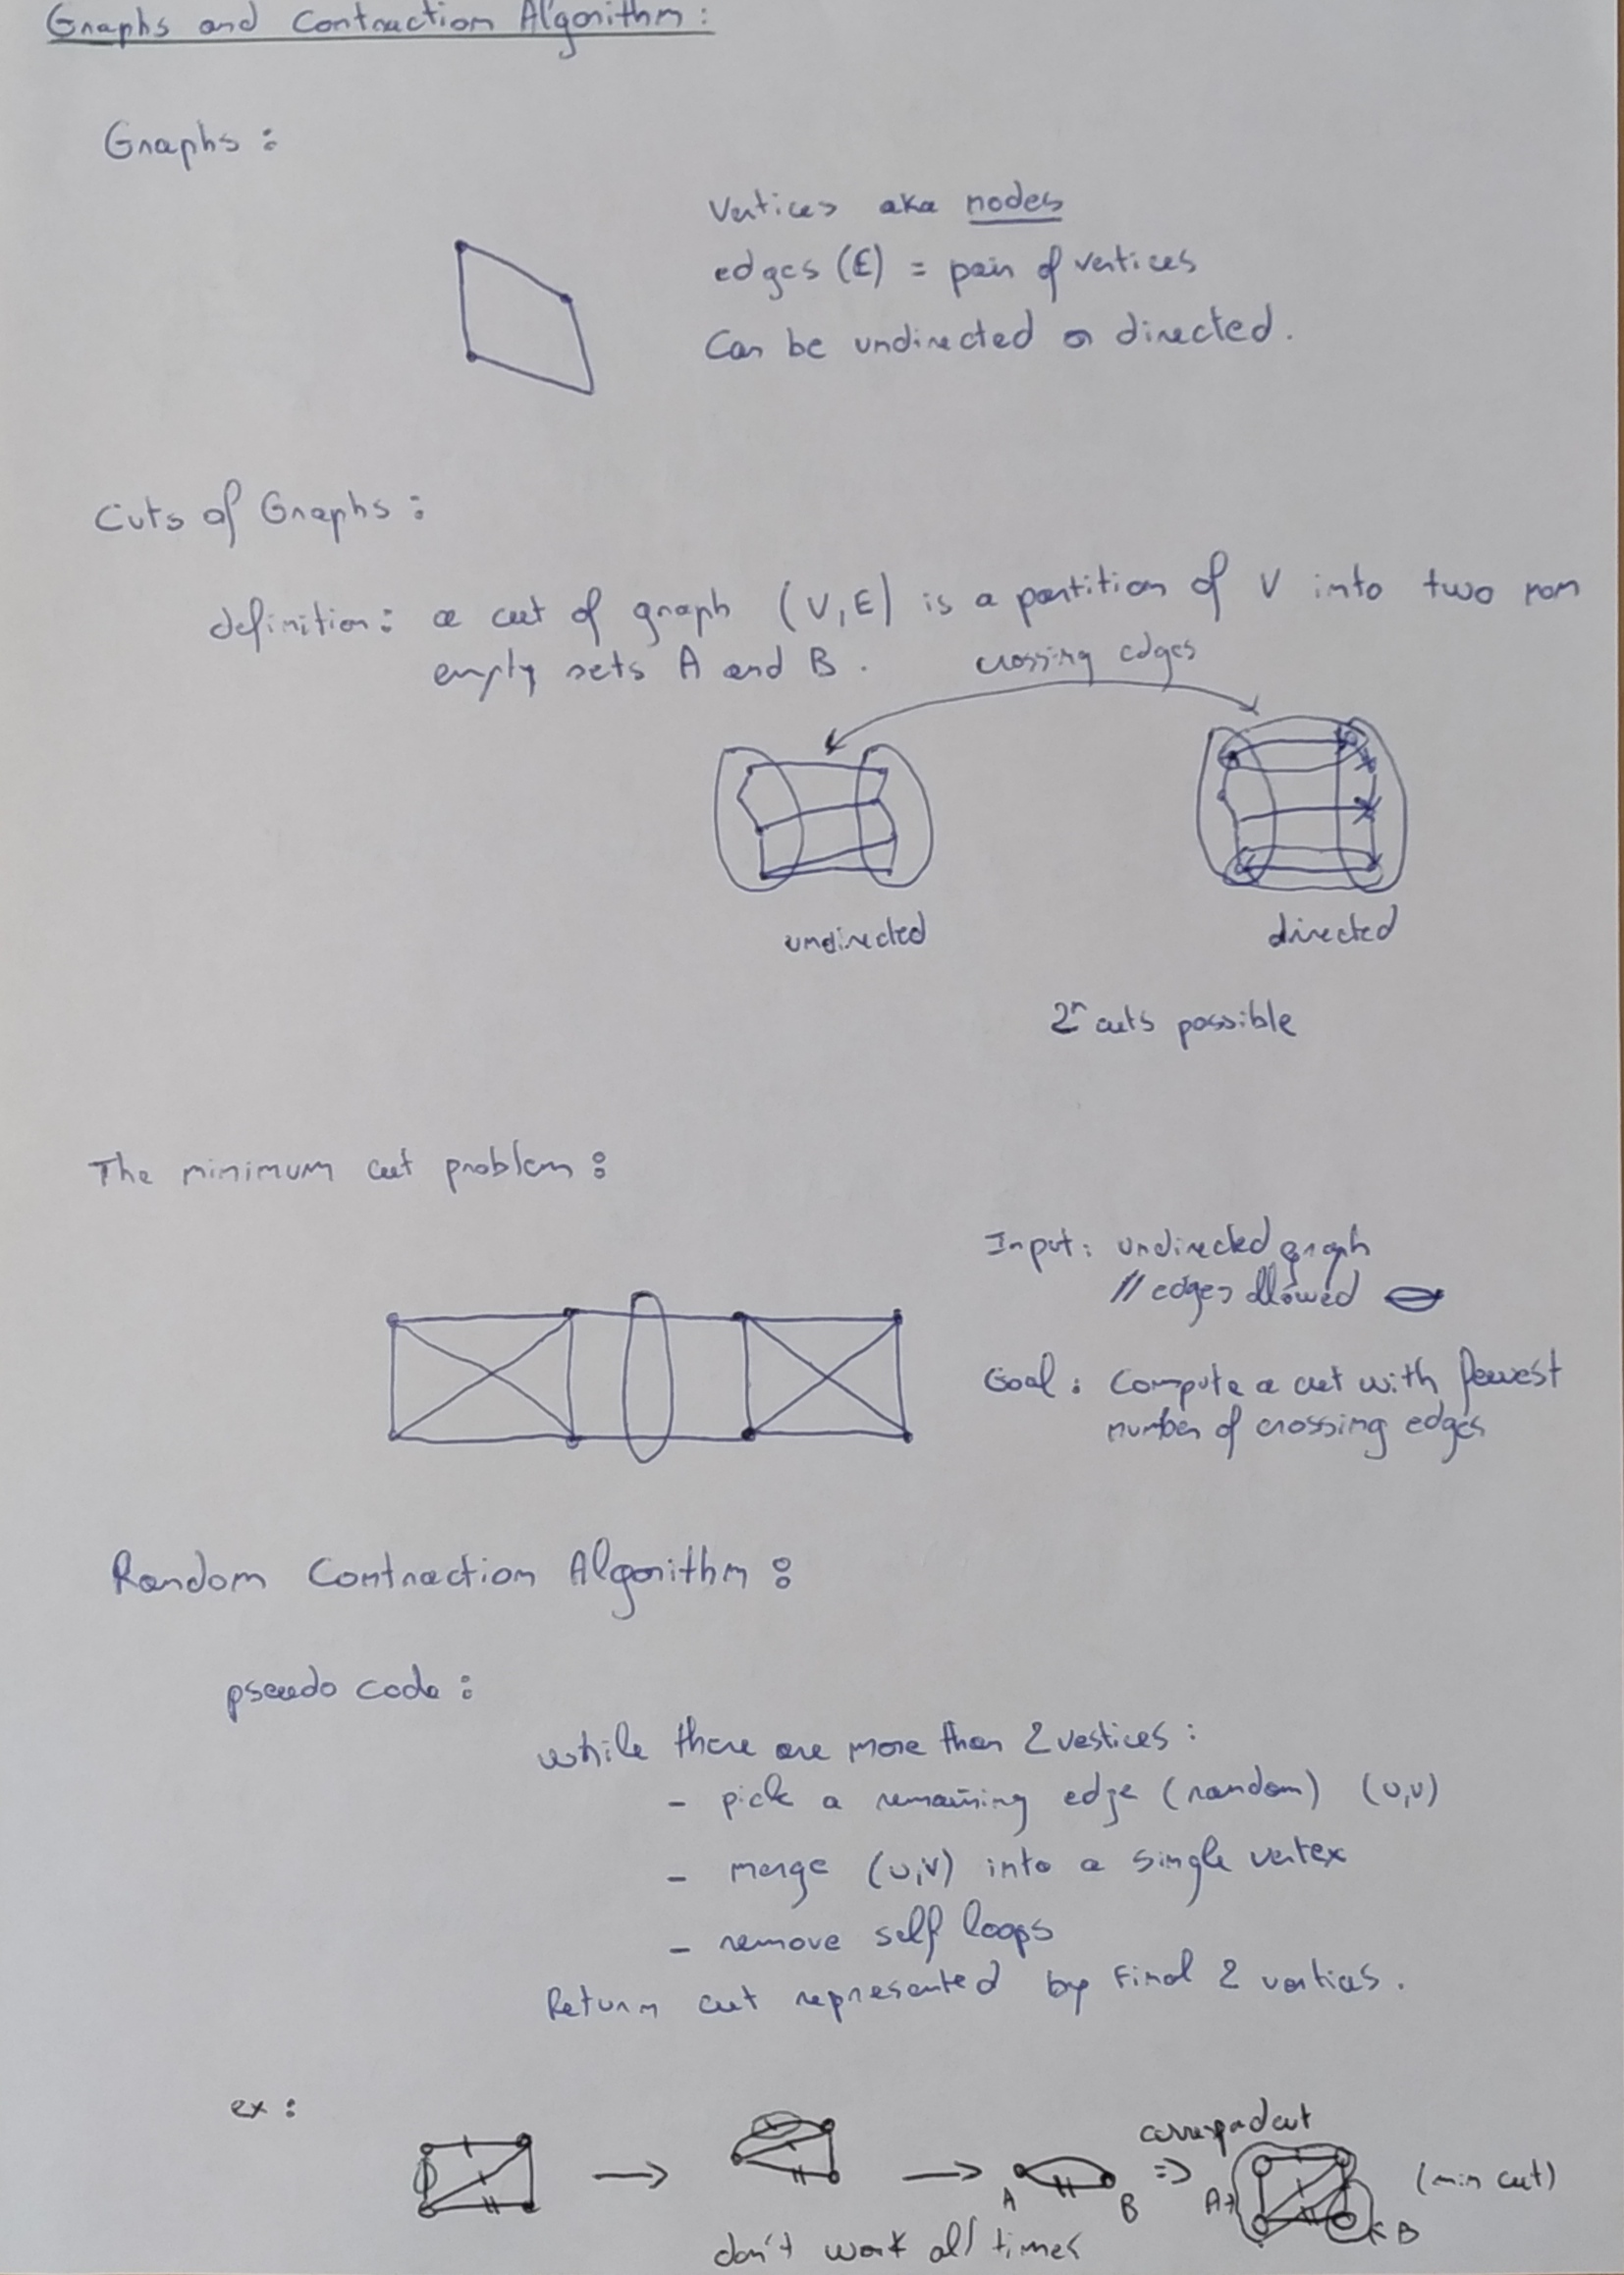 Graphs and Contraction Algorithm :
Graphs :
Vertices aka nodes
edges (E) = pair of vertices
Can be undirected or directed.
Cuts of Graphs :
definition : a cut of graph (V,E) is a partition of V into two non
empty sets A and B .
crossing edges
undirected
directed
2^n cuts possible
The minimum cut problem :
Input : undirected graph
// edges allowed
Goal : Compute a cut with fewest
number of crossing edges
Random Contraction Algorithm :
pseudo code :
while there are more than 2 vestices :
- pick a remaining edge (random) (u,v)
- merge (u,v) into a single vertex
- remove self loops
Return cut represented by final 2 vertices .
ex :
A
B
correspond cut
=>
A
B
(min cut)
don't work all times